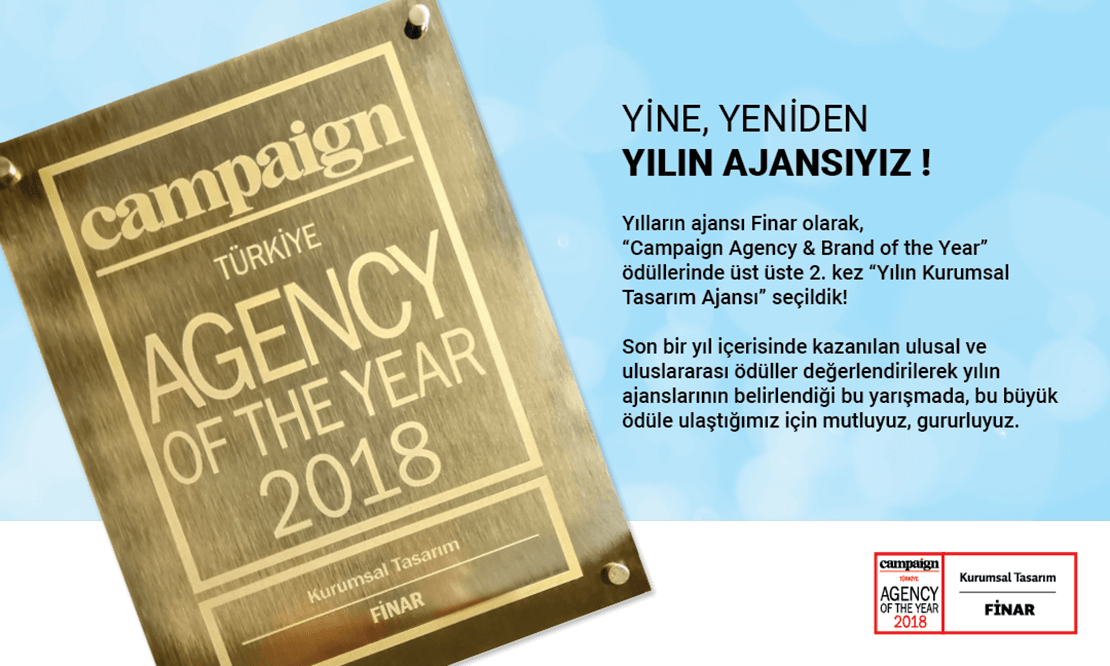 campaign
TÜRKİYE
AGENCY
OF THE YEAR
2018
Kurumsal Tasarım
FİNAR
YİNE, YENİDEN
YILIN AJANSIYIZ !
Yılların ajansı Finar olarak,
“Campaign Agency & Brand of the Year”
ödüllerinde üst üste 2. kez “Yılın Kurumsal
Tasarım Ajansı” seçildik!
Son bir yıl içerisinde kazanılan ulusal ve
uluslararası ödüller değerlendirilerek yılın
ajanslarının belirlendiği bu yarışmada, bu büyük
ödüle ulaştığımız için mutluyuz, gururluyuz.
campaign
TÜRKİYE
AGENCY
OF THE YEAR
2018
Kurumsal Tasarım
FİNAR